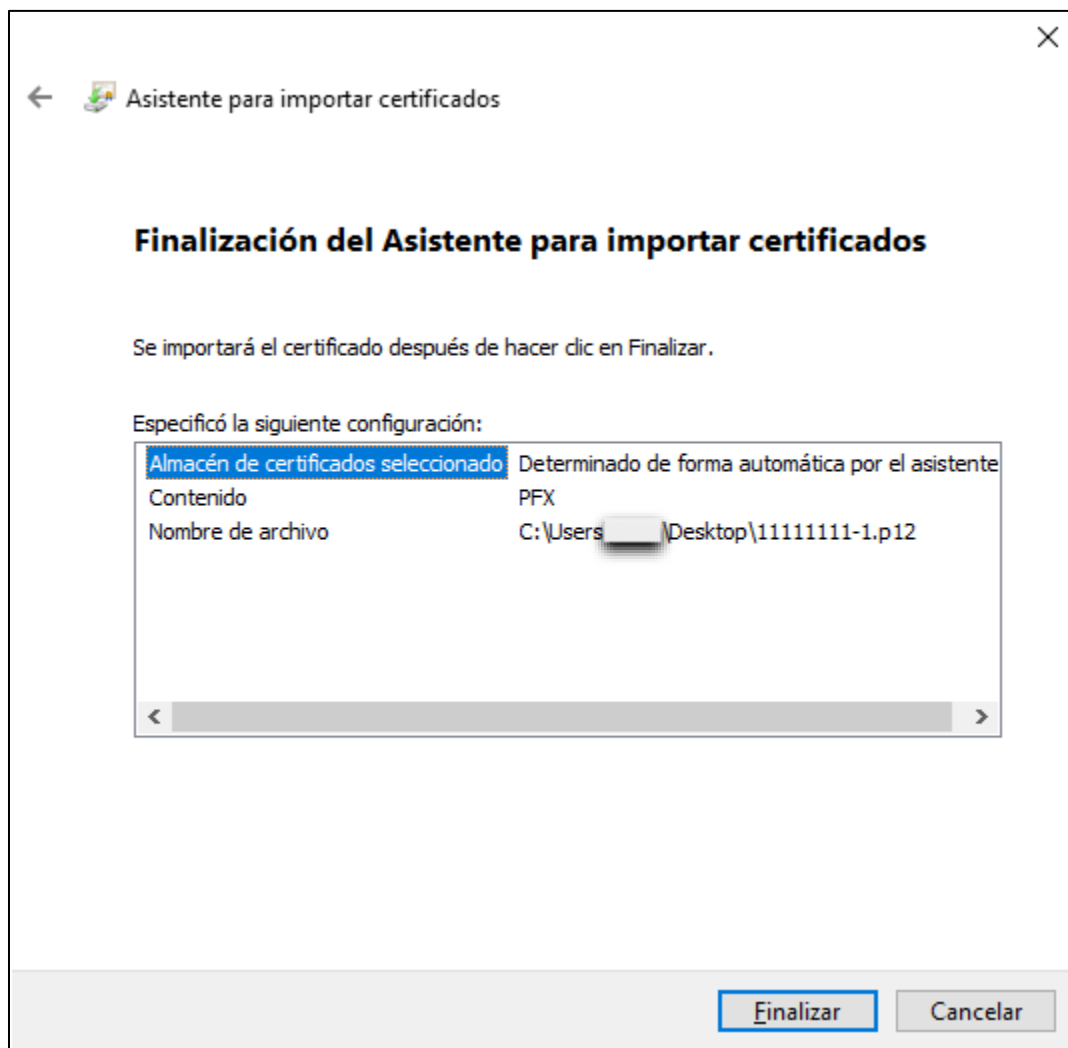 Asistente para importar certificados
Finalización del Asistente para importar certificados
Se importará el certificado después de hacer clic en Finalizar.
Especificó la siguiente configuración:
Almacén de certificados seleccionado Determinado de forma automática por el asistente
Contenido PFX
Nombre de archivo C:\Users\Desktop\11111111-1.p12
Finalizar Cancelar